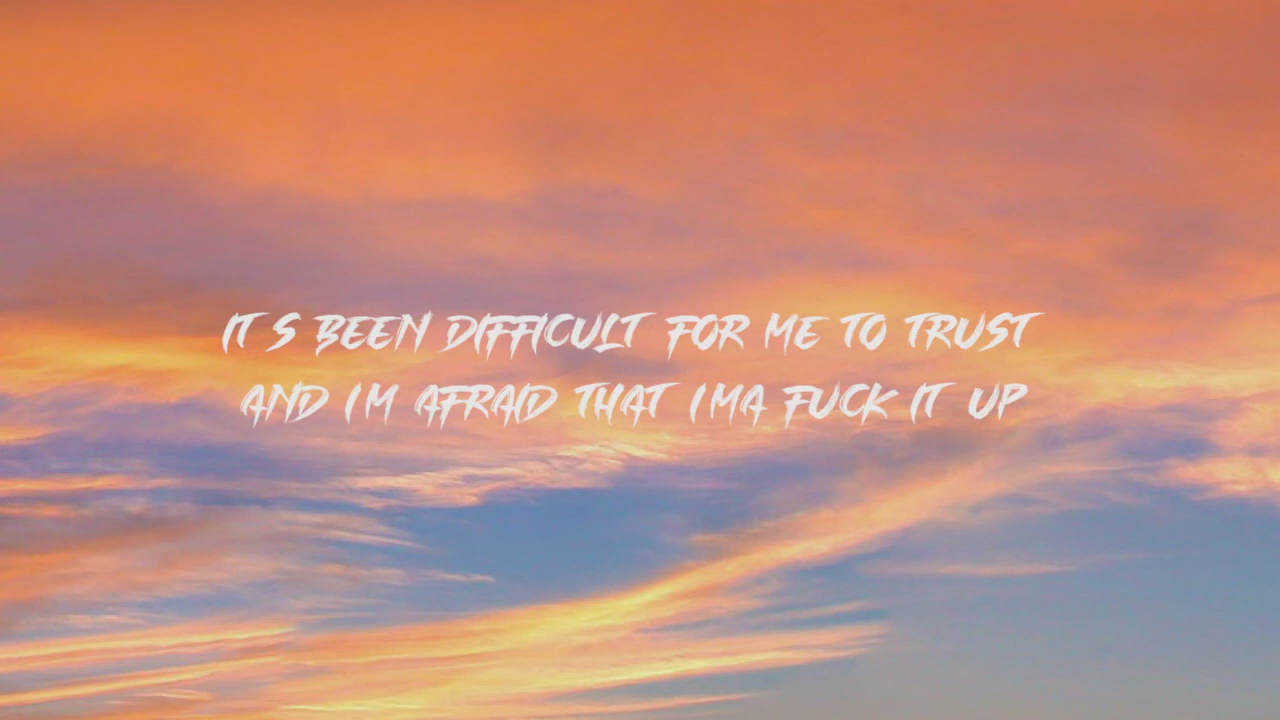 IT S BEEN DIFFICULT FOR ME TO TRUST
AND I M AFRAID THAT I MA FUCK IT UP